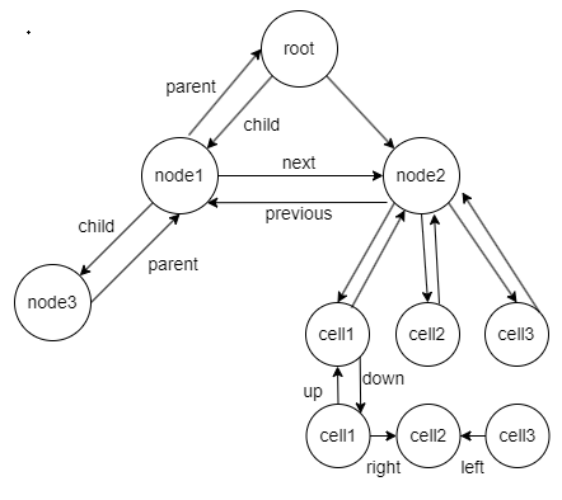 root
parent
child
node1
next
node2
previous
child
parent
node3
cell1
cell2
cell3
up
down
cell1
cell2
cell3
right
left